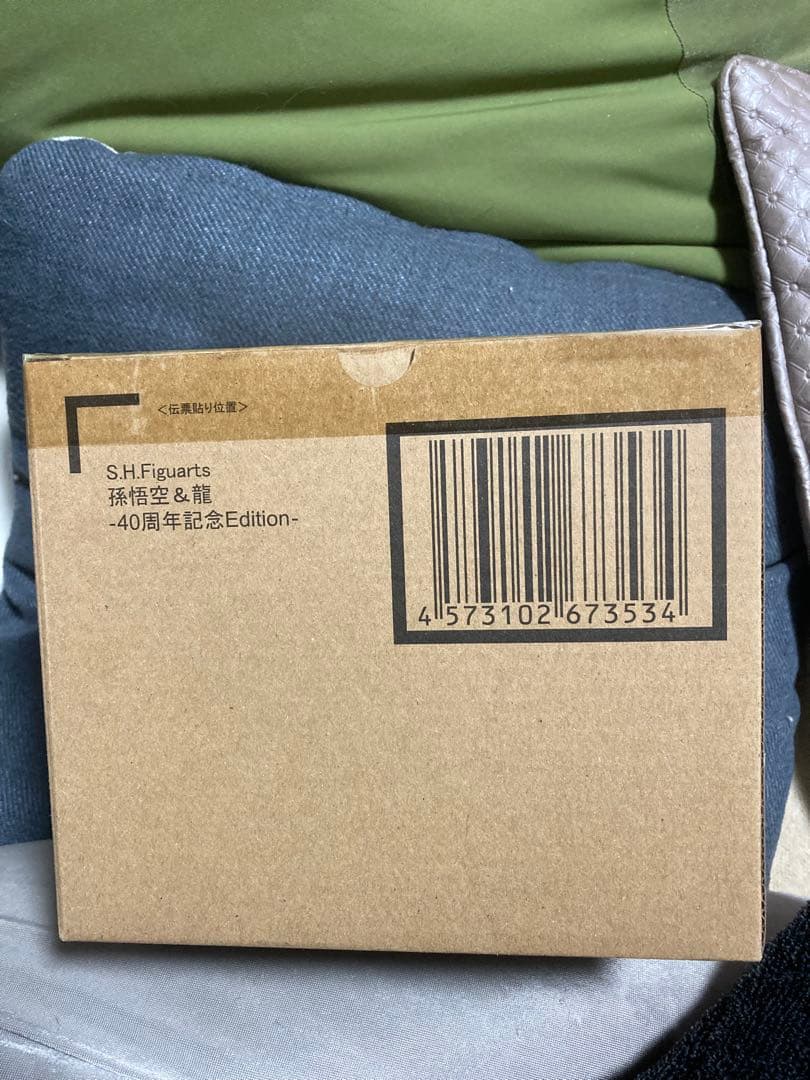 ＜伝票貼り位置＞
S.H.Figuarts
孫悟空＆龍
-40周年記念Edition-
4 573102 673534